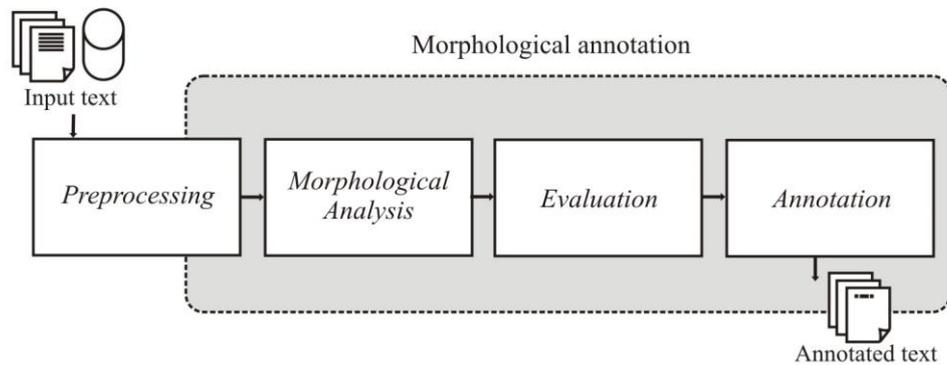 Morphological annotation
Input text
Preprocessing
Morphological
Analysis
Evaluation
Annotation
Annotated text